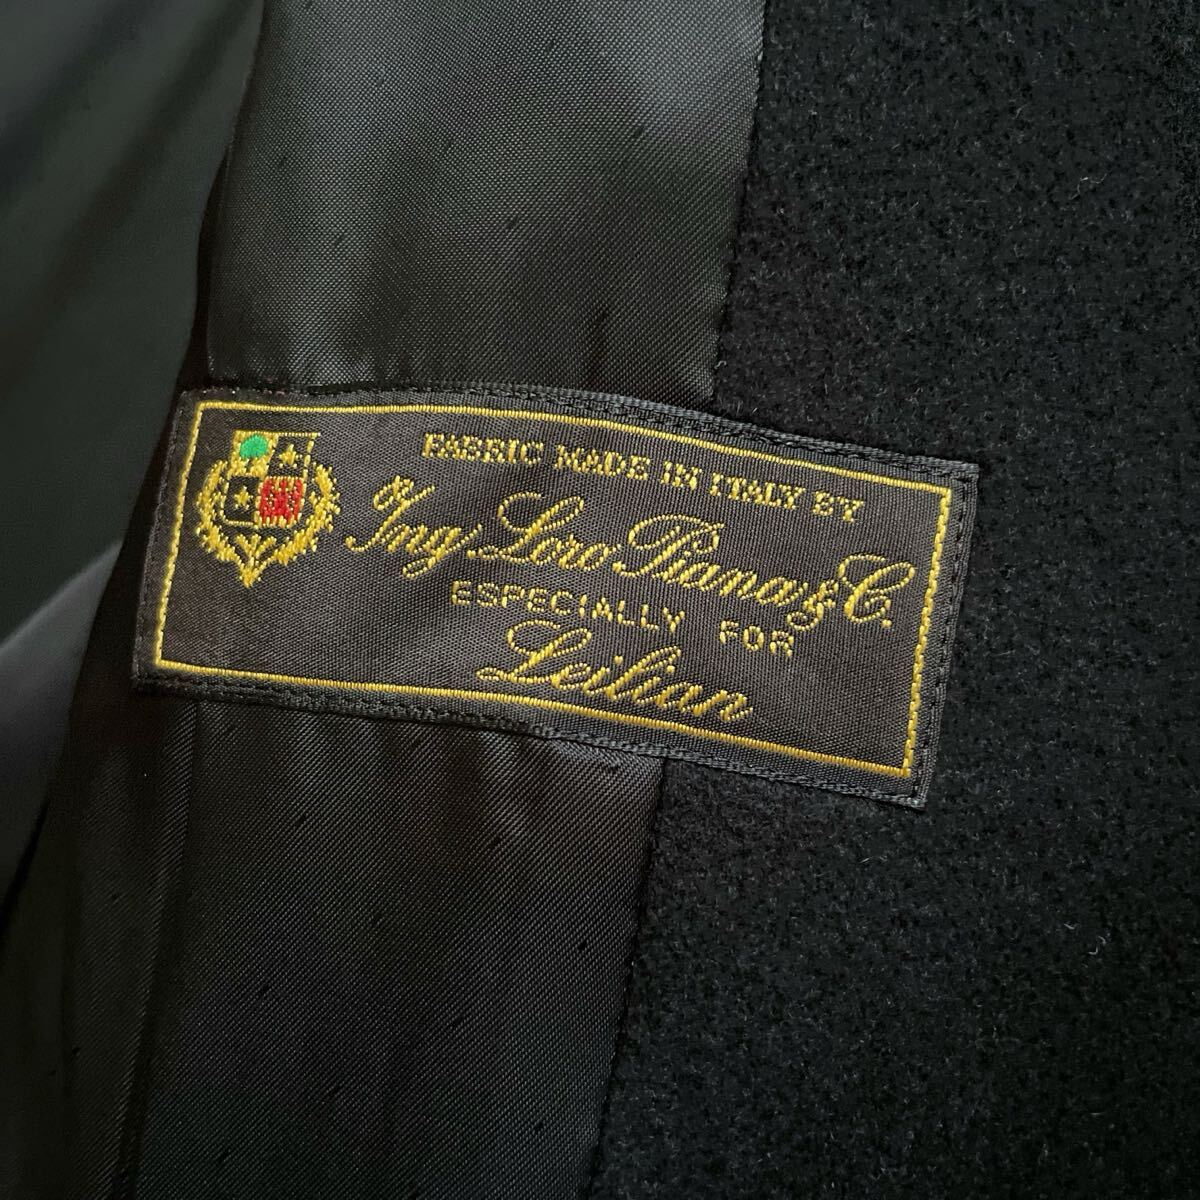 FABRIC MADE IN ITALY BY
Ing. Loro Piana & C.
ESPECIALLY FOR
Leilian